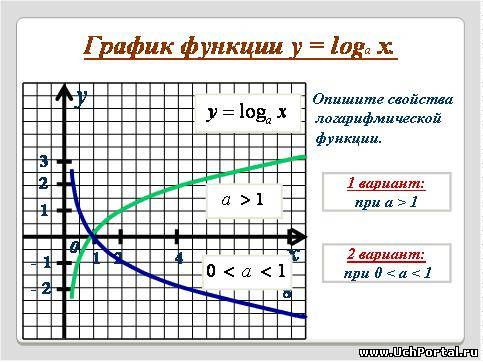 График функции y = logₐ x.
y
y = logₐ x
Опишите свойства
логарифмической
функции.
3
2
1
a > 1
1 вариант:
при a > 1
0
1
2
4
8
x
- 1
- 2
0 < a < 1
2 вариант:
при 0 < a < 1
www.UchPortal.ru